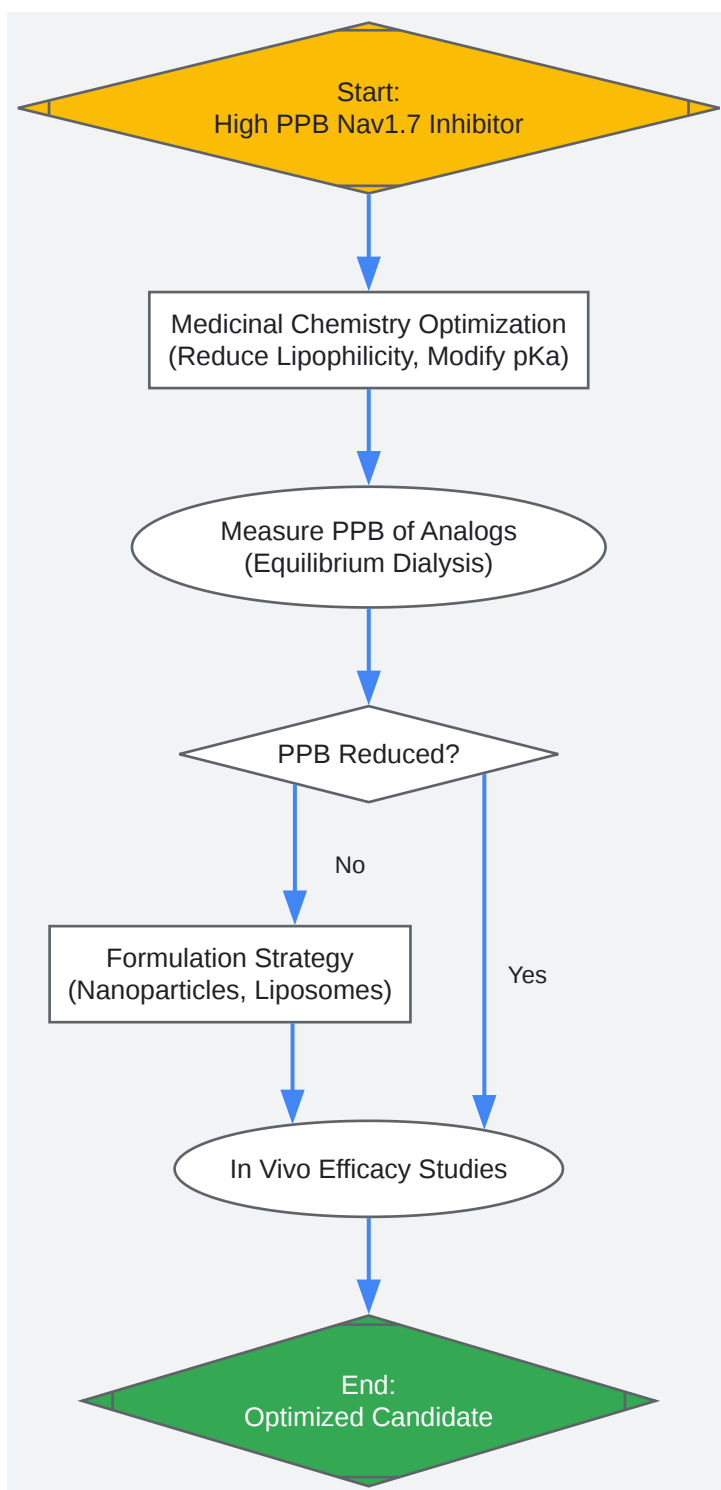 Start:
High PPB Nav1.7 Inhibitor
Medicinal Chemistry Optimization
(Reduce Lipophilicity, Modify pKa)
Measure PPB of Analogs
(Equilibrium Dialysis)
PPB Reduced?
No
Formulation Strategy
(Nanoparticles, Liposomes)
Yes
In Vivo Efficacy Studies
End:
Optimized Candidate